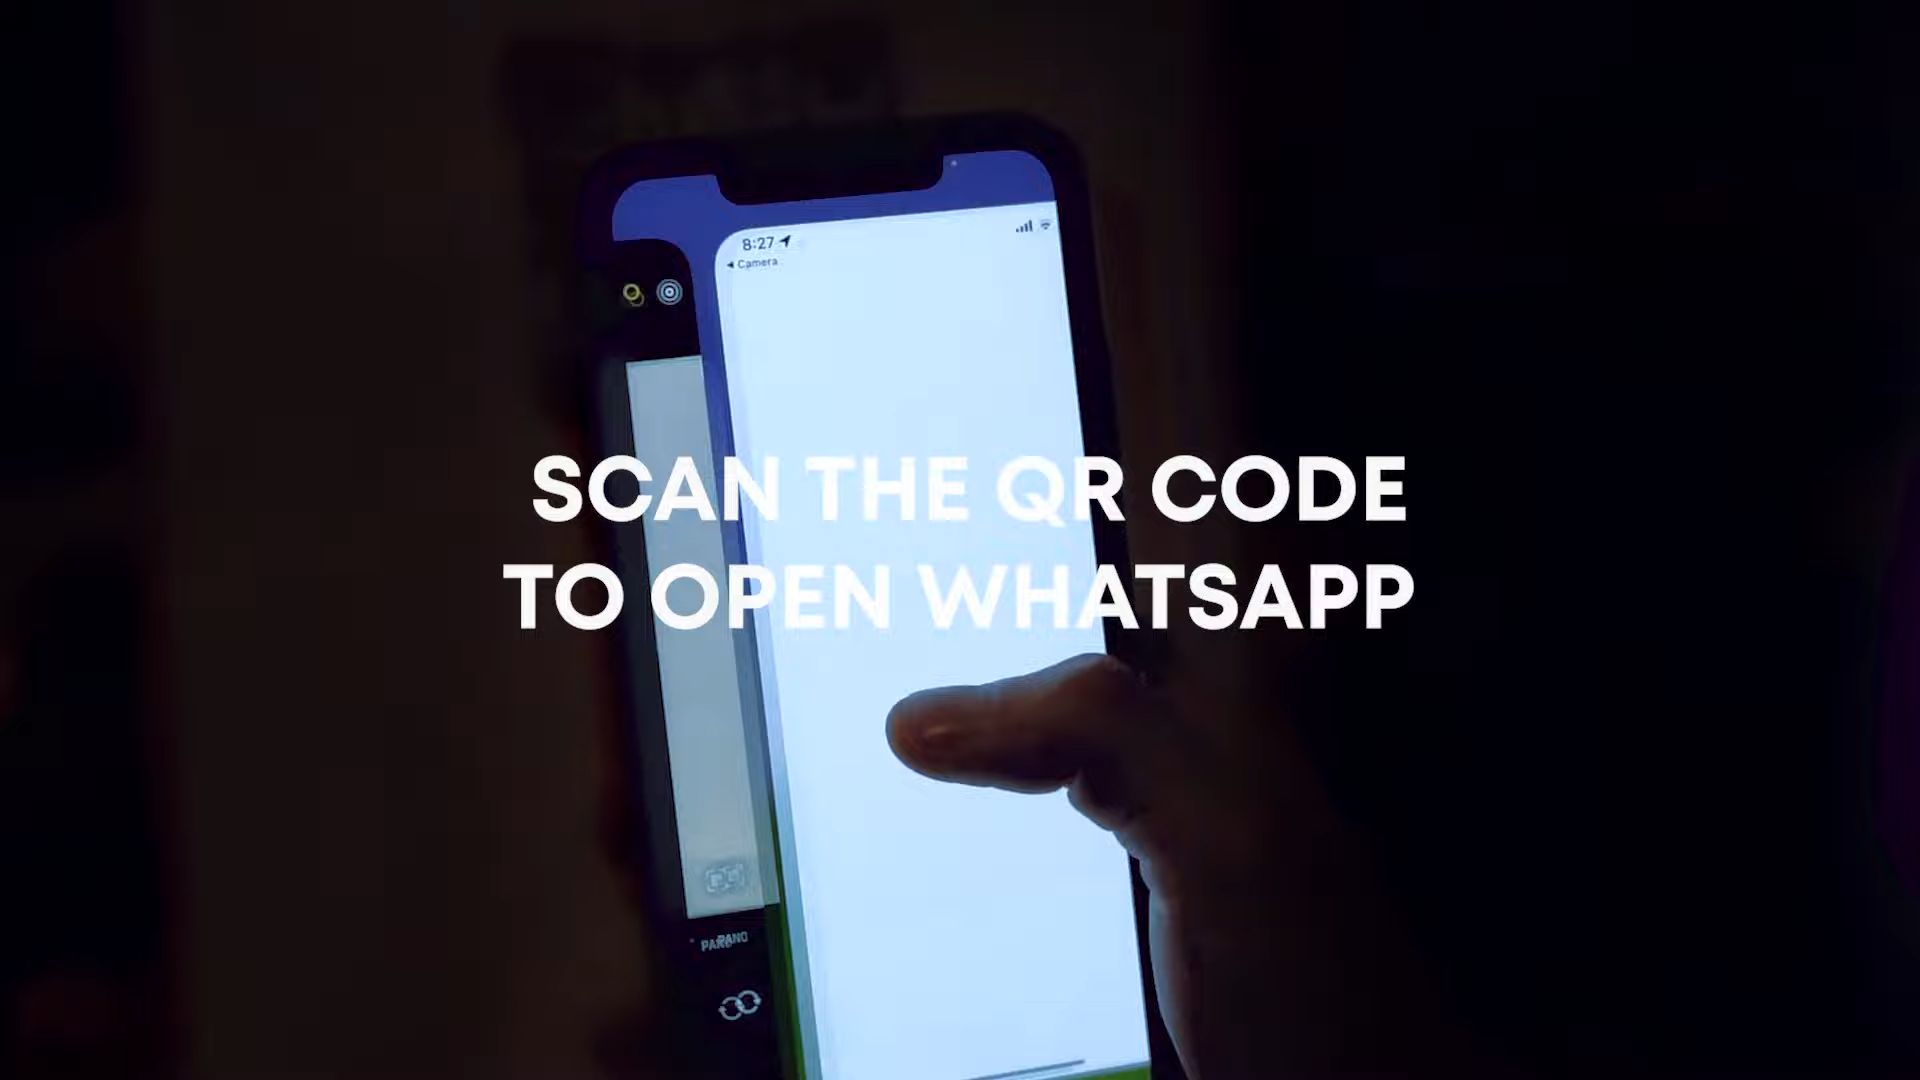 8:27
◄ Camera
SCAN THE QR CODE
TO OPEN WHATSAPP
PANO